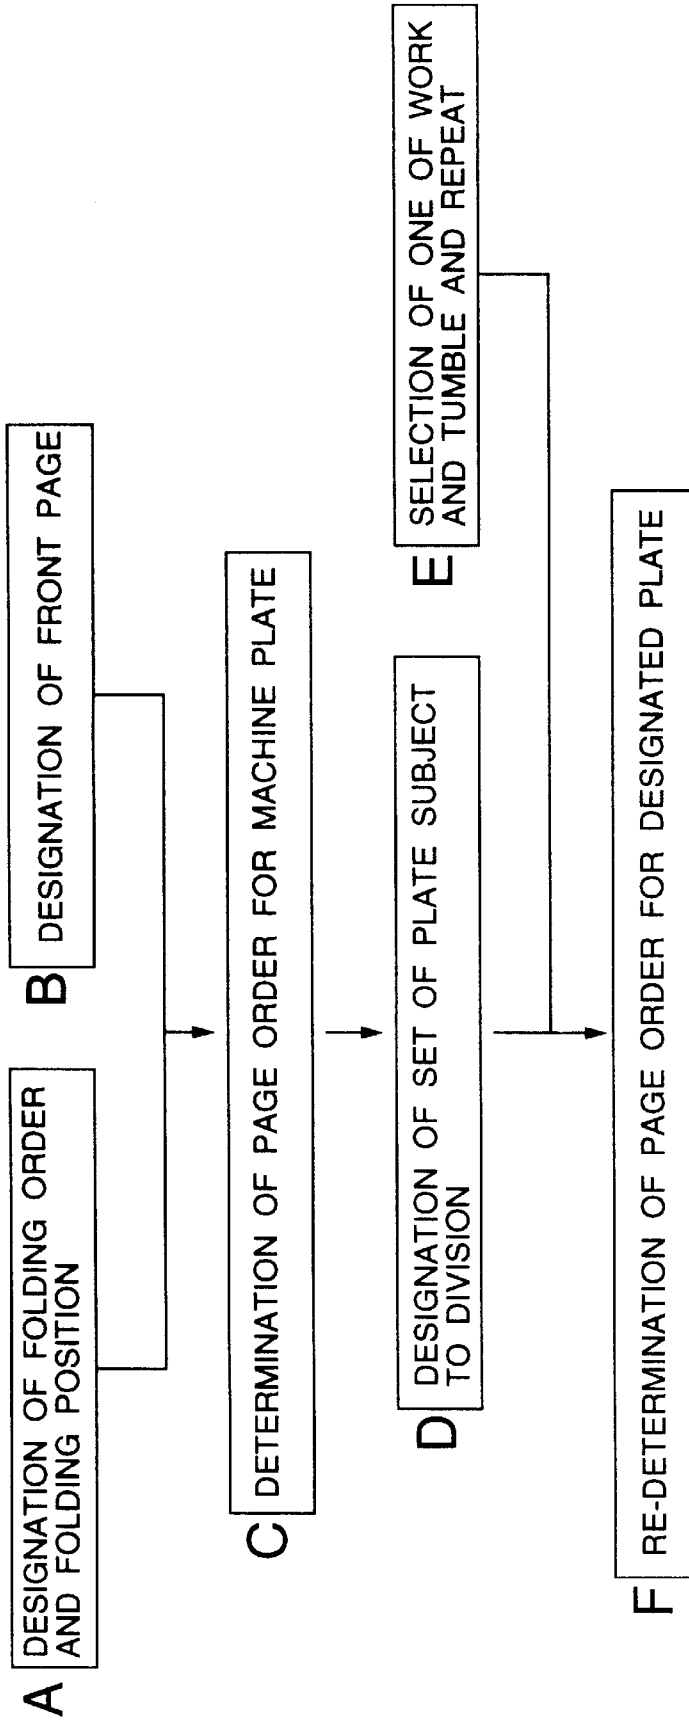 A
DESIGNATION OF FOLDING ORDER
AND FOLDING POSITION
B
DESIGNATION OF FRONT PAGE
C
DETERMINATION OF PAGE ORDER FOR MACHINE PLATE
D
DESIGNATION OF SET OF PLATE SUBJECT
TO DIVISION
E
SELECTION OF ONE OF WORK
AND TUMBLE AND REPEAT
F
RE-DETERMINATION OF PAGE ORDER FOR DESIGNATED PLATE